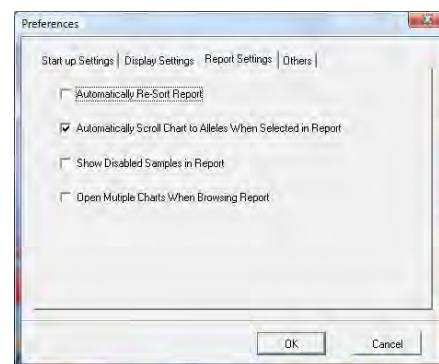 Preferences
Start up Settings Display Settings Report Settings Others
Automatically Re-Sort Report
Automatically Scroll Chart to Alleles When Selected in Report
Show Disabled Samples in Report
Open Mutiple Charts When Browsing Report
OK Cancel